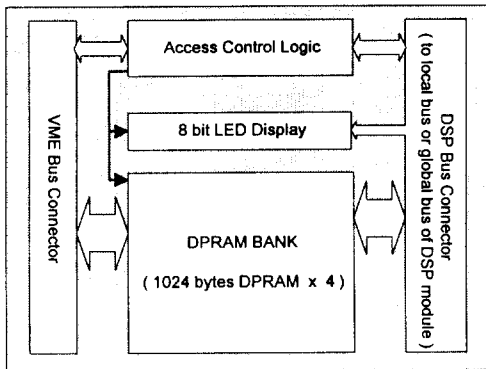 Access Control Logic
VME Bus Connector
8 bit LED Display
DPRAM BANK
( 1024 bytes DPRAM x 4 )
DSP Bus Connector
( to local bus or global bus of DSP module )